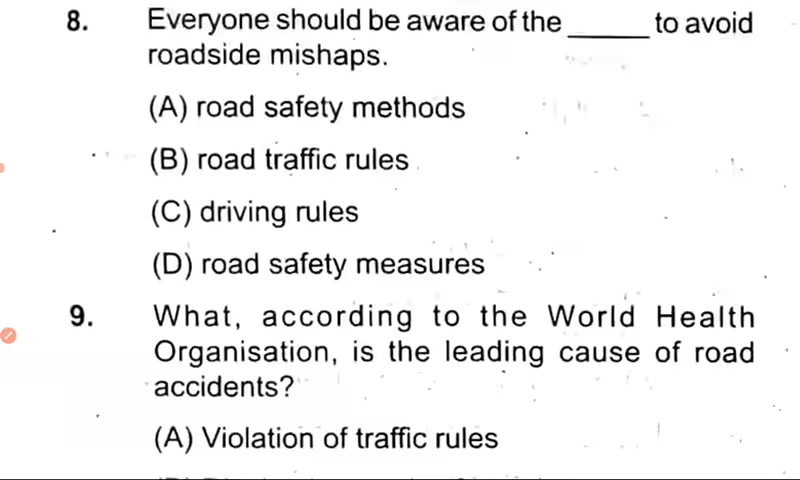 8. Everyone should be aware of the _____ to avoid
roadside mishaps.
(A) road safety methods
(B) road traffic rules
(C) driving rules
(D) road safety measures
9. What, according to the World Health
Organisation, is the leading cause of road
accidents?
(A) Violation of traffic rules